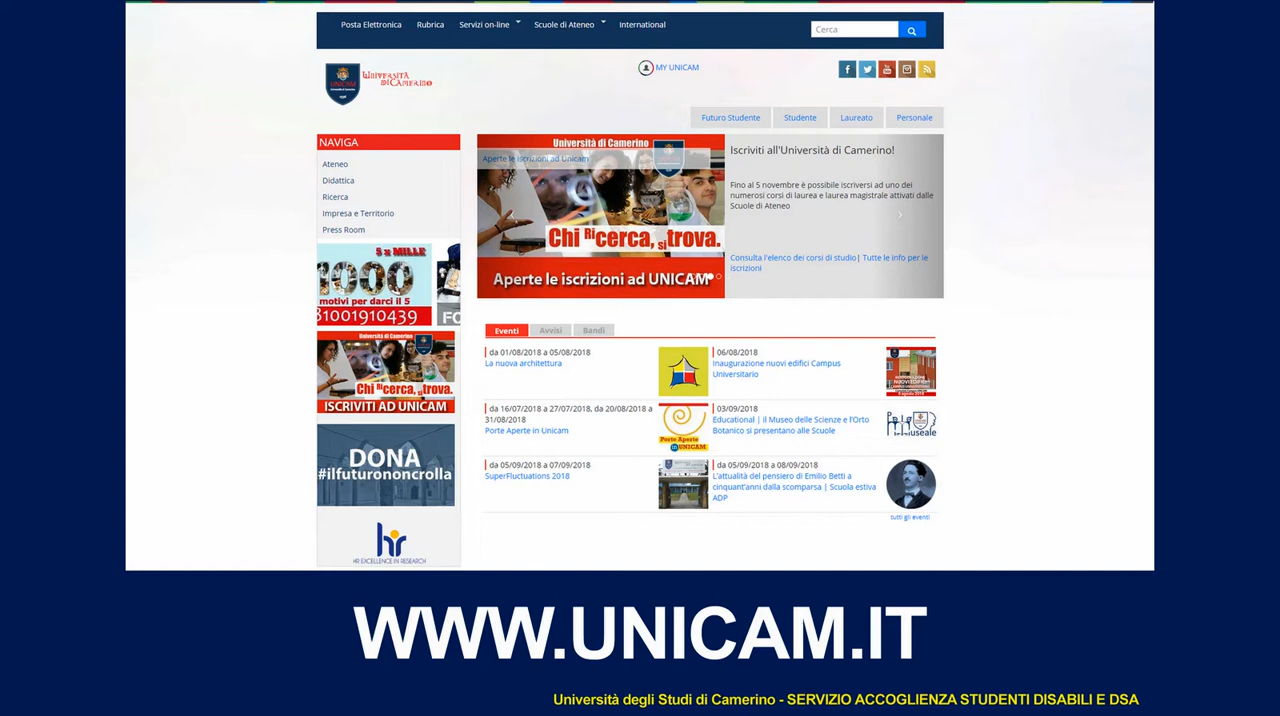 Posta Elettronica Rubrica Servizi on-line Scuole di Ateneo International Cerca
UNICAM
UNIVERSITÀ
DI CAMERINO
MY UNICAM
Futuro Studente Studente Laureato Personale
NAVIGA
Ateneo
Didattica
Ricerca
Impresa e Territorio
Press Room
5 x MILLE
1000
motivi per darci il 5
81001910439
FO
Università di Camerino
Chi Ricerca, si trova.
ISCRIVITI AD UNICAM
DONA
#ilfuturononcrolla
hr
HR EXCELLENCE IN RESEARCH
Università di Camerino
Aperte le iscrizioni ad Unicam
Chi Ricerca, si trova.
Aperte le iscrizioni ad UNICAM
Iscriviti all'Università di Camerino!
Fino al 5 novembre è possibile iscriversi ad uno dei
numerosi corsi di laurea e laurea magistrale attivati dalle
Scuole di Ateneo
Consulta l'elenco dei corsi di studio| Tutte le info per le
iscrizioni
Eventi Avvisi Bandi
da 01/08/2018 a 05/08/2018
La nuova architettura
06/08/2018
Inaugurazione nuovi edifici Campus
Universitario
da 16/07/2018 a 27/07/2018, da 20/08/2018 a
31/08/2018
Porte Aperte in Unicam
Porte Aperte
in UNICAM
03/09/2018
Educational | il Museo delle Scienze e l'Orto
Botanico si presentano alle Scuole
museale
da 05/09/2018 a 07/09/2018
SuperFluctuations 2018
da 05/09/2018 a 08/09/2018
L'attualità del pensiero di Emilio Betti a
cinquant'anni dalla scomparsa | Scuola estiva
ADP
tutti gli eventi
WWW.UNICAM.IT
Università degli Studi di Camerino - SERVIZIO ACCOGLIENZA STUDENTI DISABILI E DSA